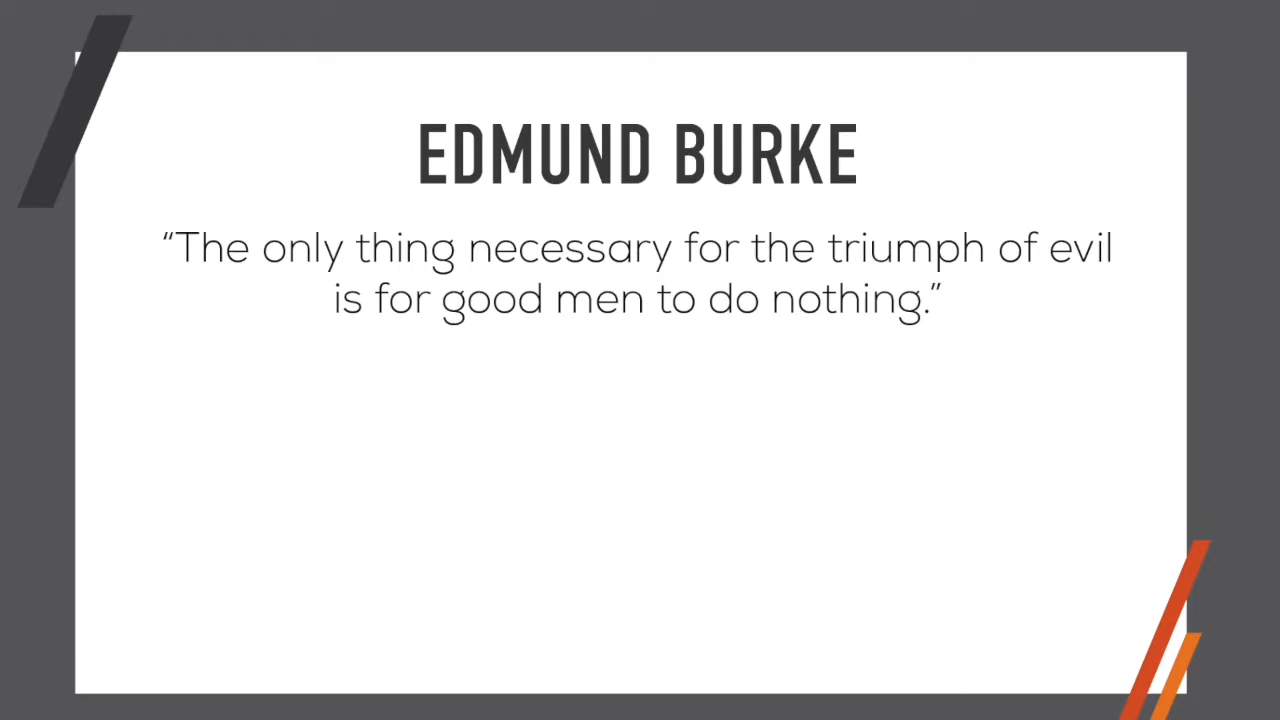 EDMUND BURKE
“The only thing necessary for the triumph of evil
is for good men to do nothing.”